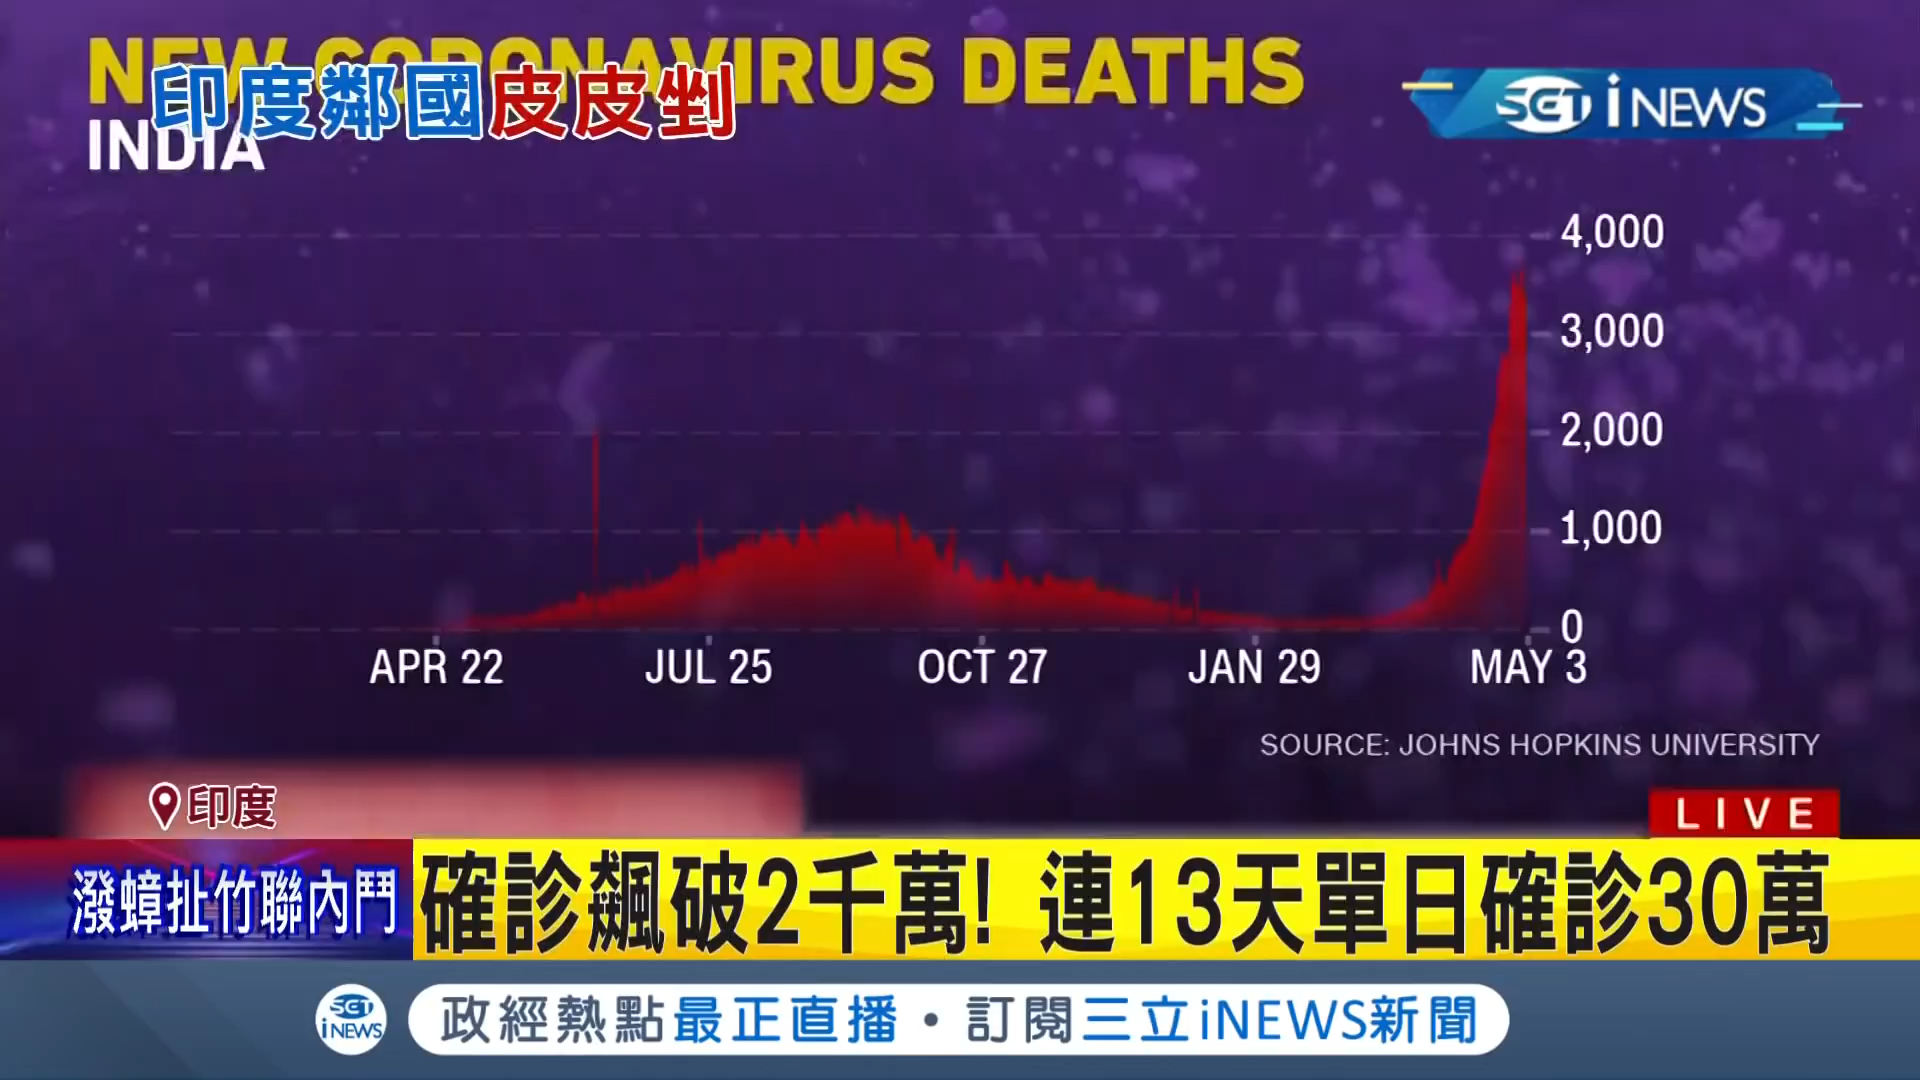 NEW CORONAVIRUS DEATHS
印度鄰國皮皮剉
INDIA
SET iNEWS
4,000
3,000
2,000
1,000
0
APR 22 JUL 25 OCT 27 JAN 29 MAY 3
SOURCE: JOHNS HOPKINS UNIVERSITY
印度
LIVE
潑蟑扯竹聯內鬥
確診飆破2千萬! 連13天單日確診30萬
SET iNEWS
政經熱點最正直播・訂閱三立iNEWS新聞